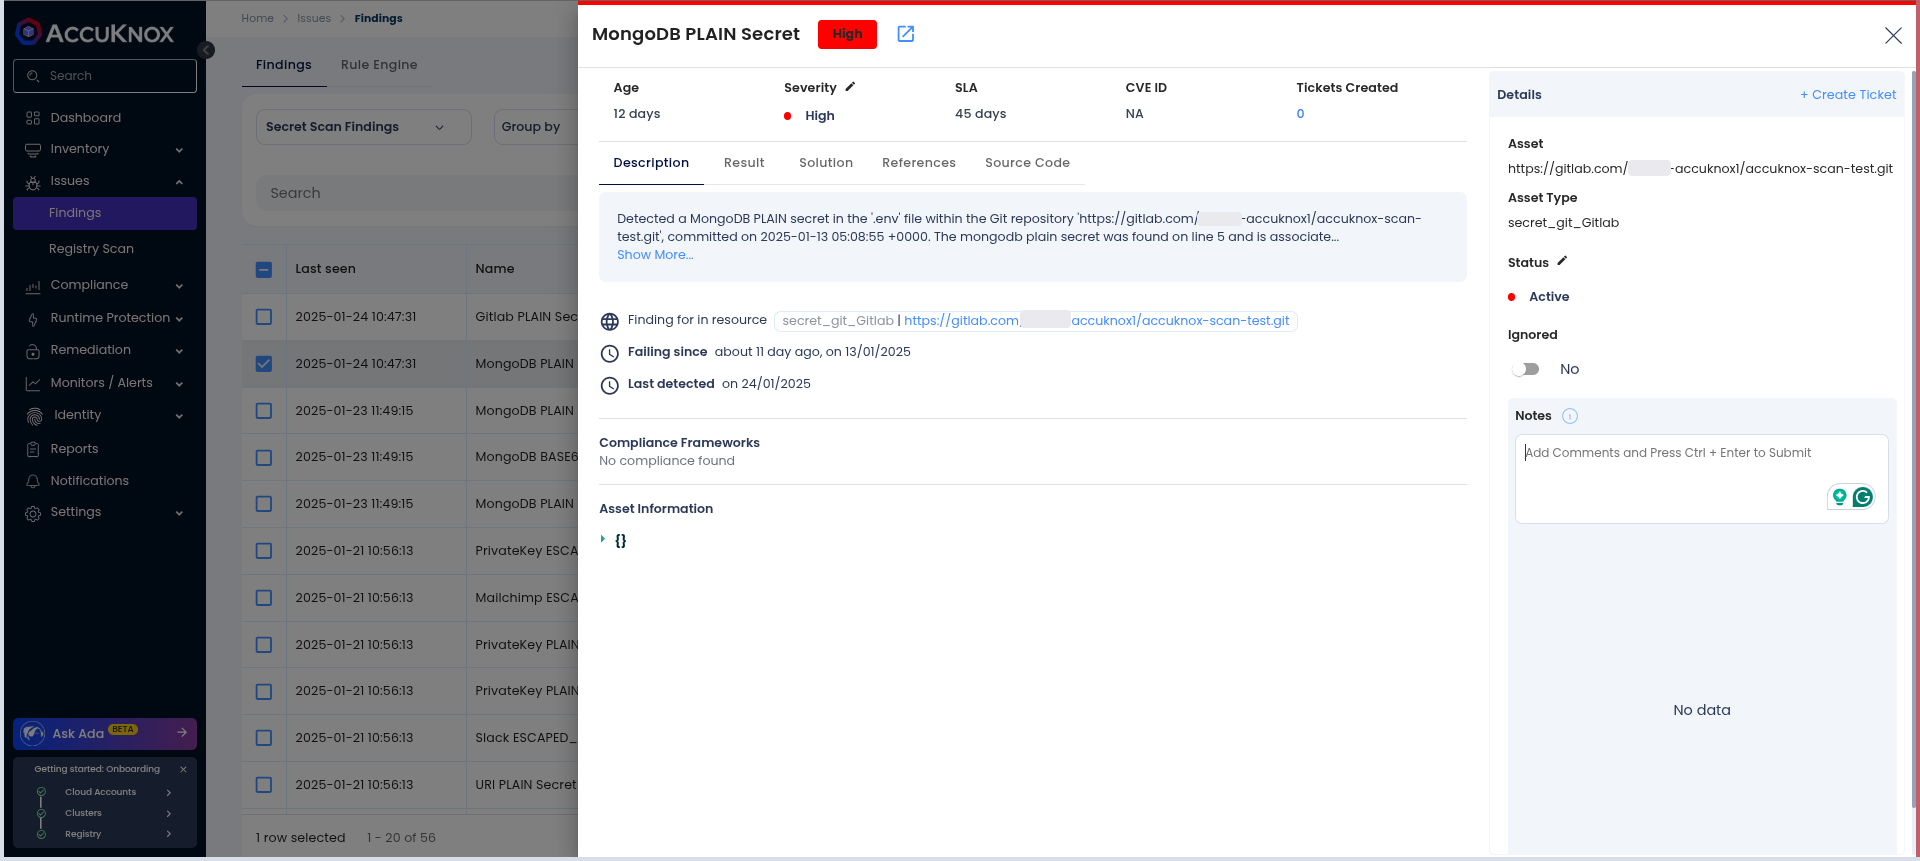 ACCUKNOX
Search
Dashboard
Inventory
Issues
Findings
Registry Scan
Compliance
Runtime Protection
Remediation
Monitors / Alerts
Identity
Reports
Notifications
Settings
Ask Ada BETA
Getting started: Onboarding
Cloud Accounts
Clusters
Registry
Home > Issues > Findings
Findings Rule Engine
Secret Scan Findings Group by
Search
Last seen Name
2025-01-24 10:47:31 Gitlab PLAIN Sec
2025-01-24 10:47:31 MongoDB PLAIN
2025-01-23 11:49:15 MongoDB PLAIN
2025-01-23 11:49:15 MongoDB BASE6
2025-01-23 11:49:15 MongoDB PLAIN
2025-01-21 10:56:13 PrivateKey ESCA
2025-01-21 10:56:13 Mailchimp ESCA
2025-01-21 10:56:13 PrivateKey PLAIN
2025-01-21 10:56:13 PrivateKey PLAIN
2025-01-21 10:56:13 Slack ESCAPED_
2025-01-21 10:56:13 URI PLAIN Secret
1 row selected 1 - 20 of 56
MongoDB PLAIN Secret High
Age Severity SLA CVE ID Tickets Created
12 days High 45 days NA 0
Description Result Solution References Source Code
Detected a MongoDB PLAIN secret in the '.env' file within the Git repository 'https://gitlab.com/ -accuknox1/accuknox-scan-
test.git', committed on 2025-01-13 05:08:55 +0000. The mongodb plain secret was found on line 5 and is associate...
Show More...
Finding for in resource secret_git_Gitlab | https://gitlab.com/ accuknox1/accuknox-scan-test.git
Failing since about 11 day ago, on 13/01/2025
Last detected on 24/01/2025
Compliance Frameworks
No compliance found
Asset Information
{}
Details + Create Ticket
Asset
https://gitlab.com/ -accuknox1/accuknox-scan-test.git
Asset Type
secret_git_Gitlab
Status
Active
Ignored
No
Notes
Add Comments and Press Ctrl + Enter to Submit
No data